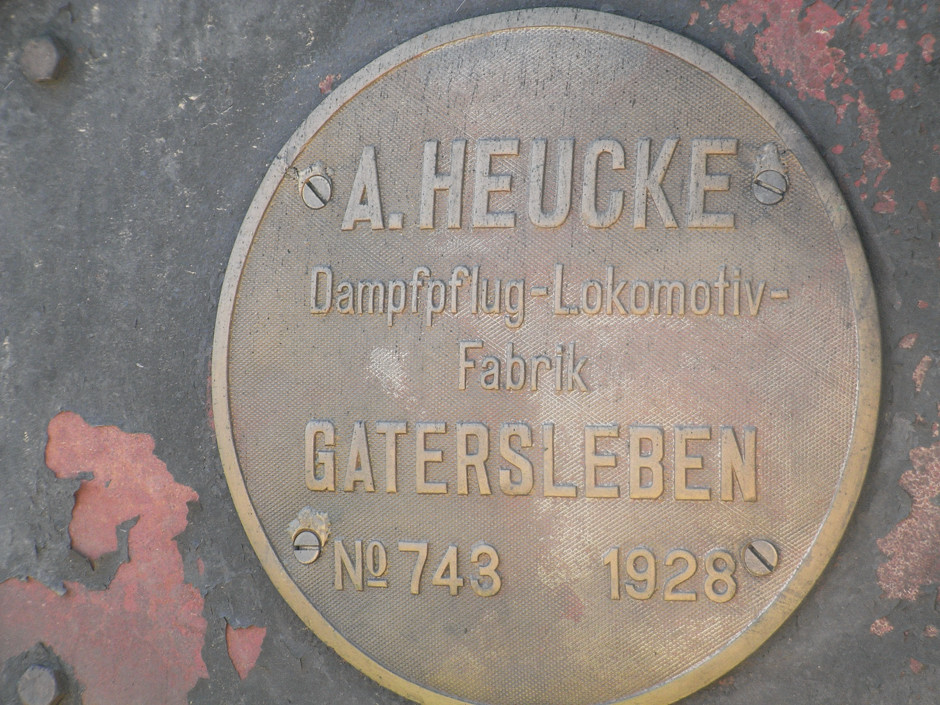 A. HEUCKE
Dampfpflug-Lokomotiv-
Fabrik
GATERSLEBEN
Nº 743 1928